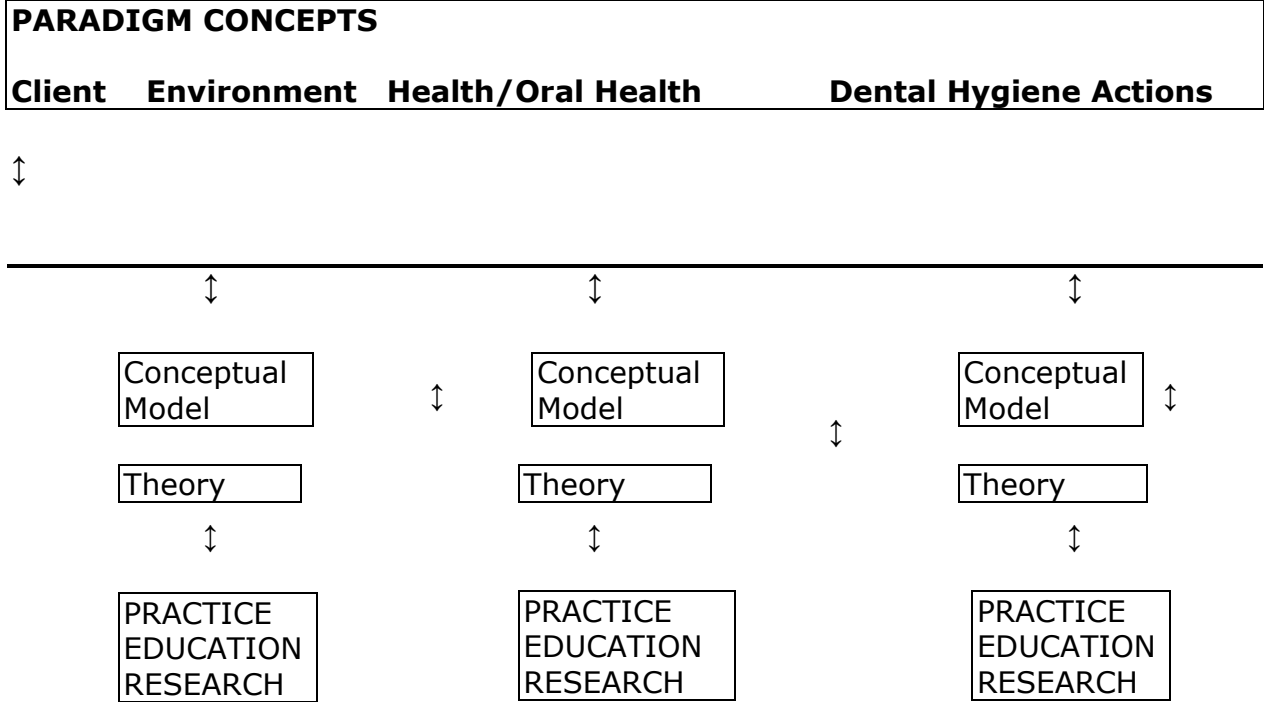 PARADIGM CONCEPTS
Client Environment Health/Oral Health Dental Hygiene Actions
↕
↕ ↕ ↕
Conceptual
Model
↕
Conceptual
Model
↕
Conceptual
Model
↕
Theory
Theory
Theory
↕ ↕ ↕
PRACTICE
EDUCATION
RESEARCH
PRACTICE
EDUCATION
RESEARCH
PRACTICE
EDUCATION
RESEARCH